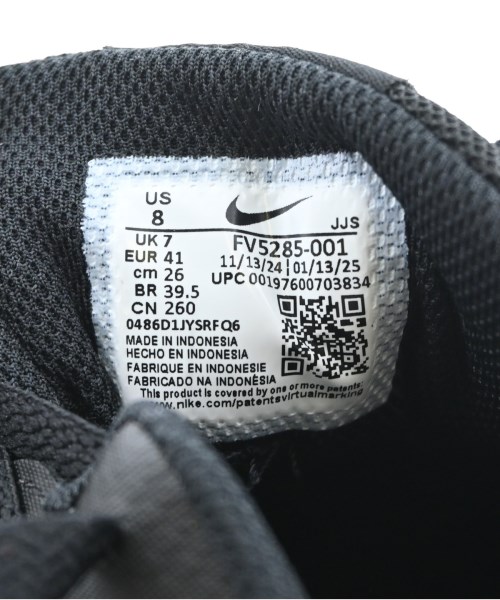 US
8
JJS
UK 7
FV5285-001
EUR 41
11/13/24 | 01/13/25
cm 26
UPC 00197600703834
BR 39.5
CN 260
0486D1JYSRFQ6
MADE IN INDONESIA
HECHO EN INDONESIA
FABRIQUE EN INDONESIE
FABRICADO NA INDONÉSIA
This product is covered by one or more patents.
www.nike.com/patentsvirtualmarking